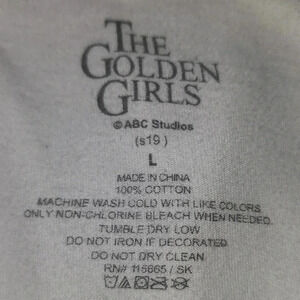 THE
GOLDEN
GIRLS
©ABC Studios
(s19)
L
MADE IN CHINA
100% COTTON
MACHINE WASH COLD WITH LIKE COLORS
ONLY NON-CHLORINE BLEACH WHEN NEEDED.
TUMBLE DRY LOW
DO NOT IRON IF DECORATED
DO NOT DRY CLEAN
RN# 116665 / SK